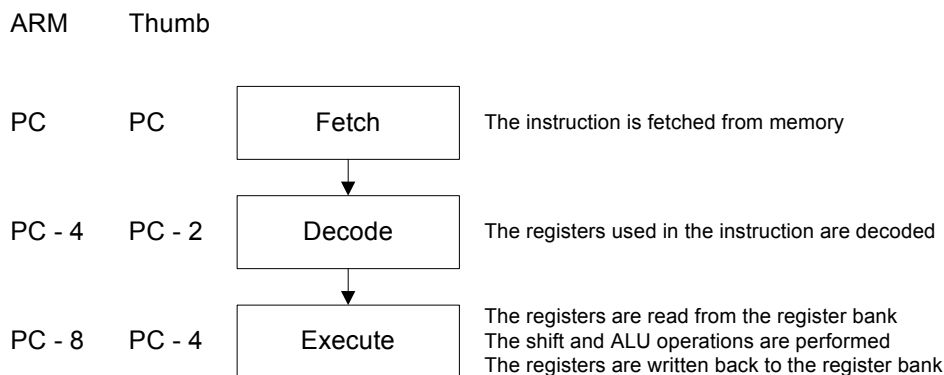 ARM Thumb
PC PC Fetch The instruction is fetched from memory
PC - 4 PC - 2 Decode The registers used in the instruction are decoded
The registers are read from the register bank
PC - 8 PC - 4 Execute The shift and ALU operations are performed
The registers are written back to the register bank